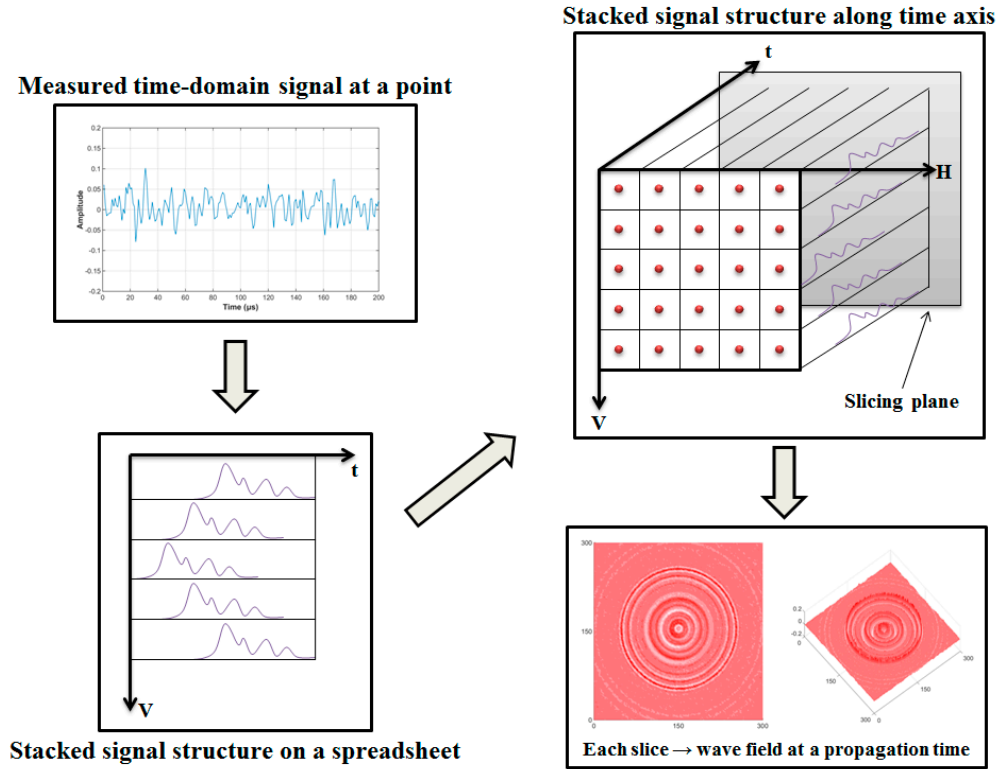 Stacked signal structure along time axis
Measured time-domain signal at a point
0.2
0.15
0.1
0.05
0
-0.05
-0.1
-0.15
-0.2
Amplitude
0 20 40 60 80 100 120 140 160 180 200
Time (μs)
t
H
V
Slicing plane
t
V
Stacked signal structure on a spreadsheet
300
150
0
0 150 300
0.2
0
-0.2
0
150
300
0
150
300
Each slice → wave field at a propagation time